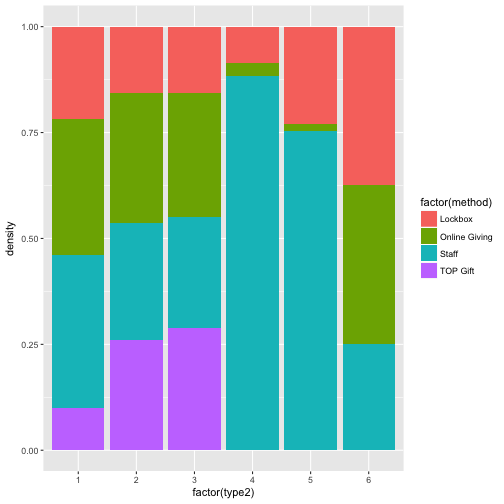 1.00
0.75
0.50
0.25
0.00
density
1 2 3 4 5 6
factor(type2)
factor(method)
Lockbox
Online Giving
Staff
TOP Gift